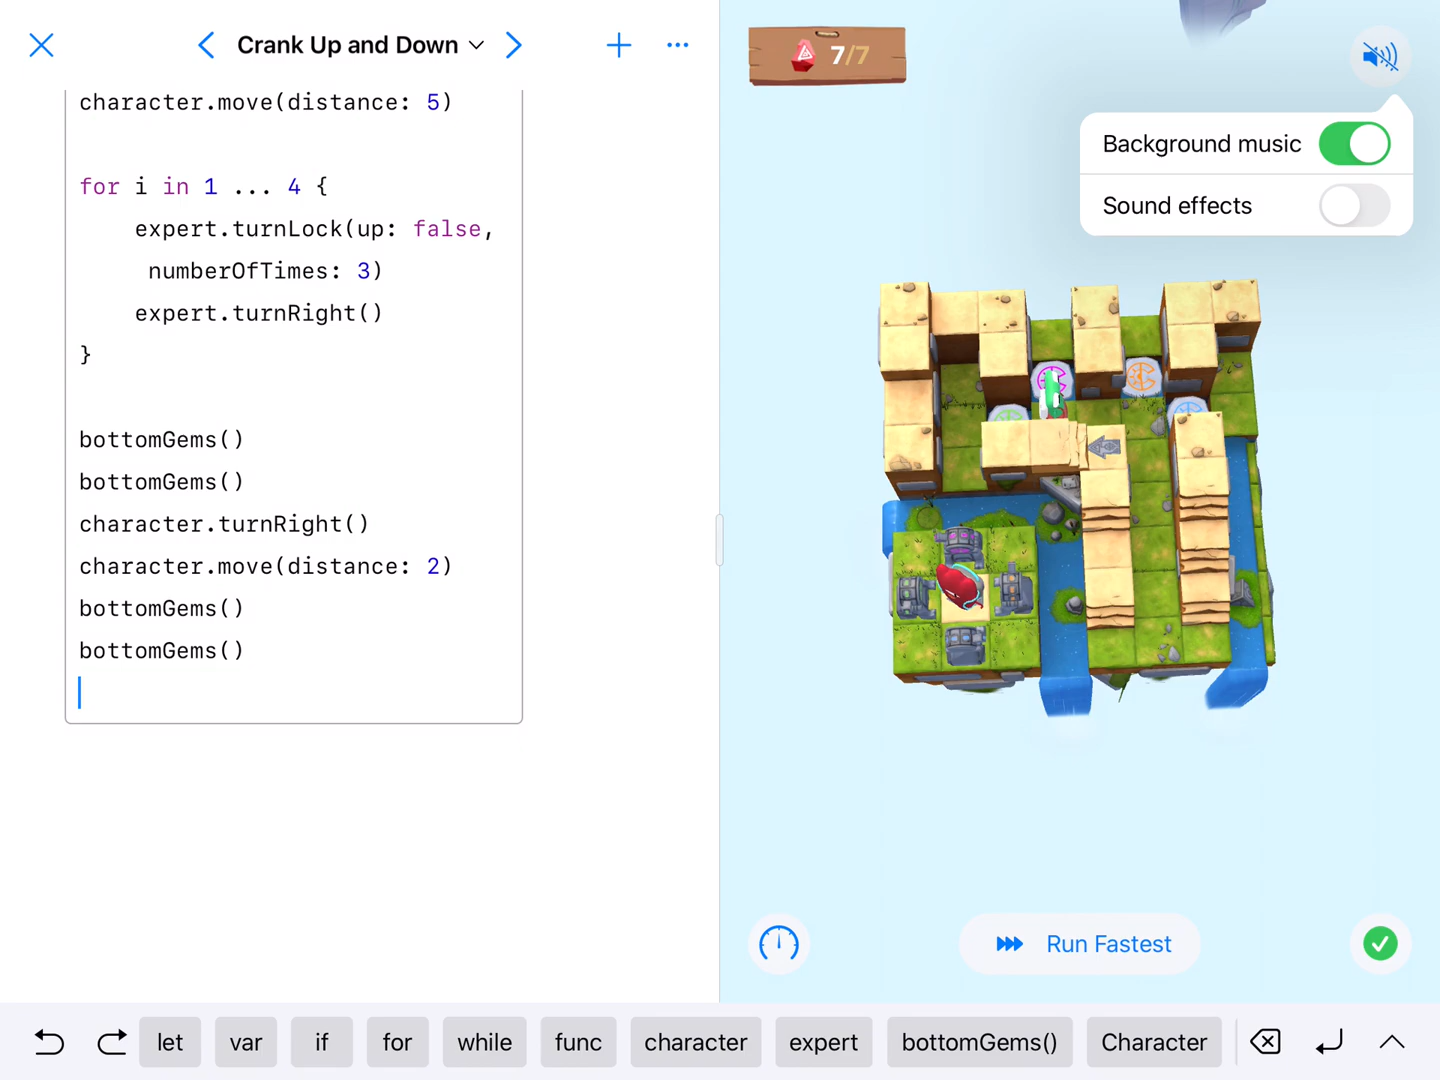 Crank Up and Down
character.move(distance: 5)
for i in 1 ... 4 {
expert.turnLock(up: false,
numberOfTimes: 3)
expert.turnRight()
}
bottomGems()
bottomGems()
character.turnRight()
character.move(distance: 2)
bottomGems()
bottomGems()
7/7
Background music
Sound effects
Run Fastest
let var if for while func character expert bottomGems() Character